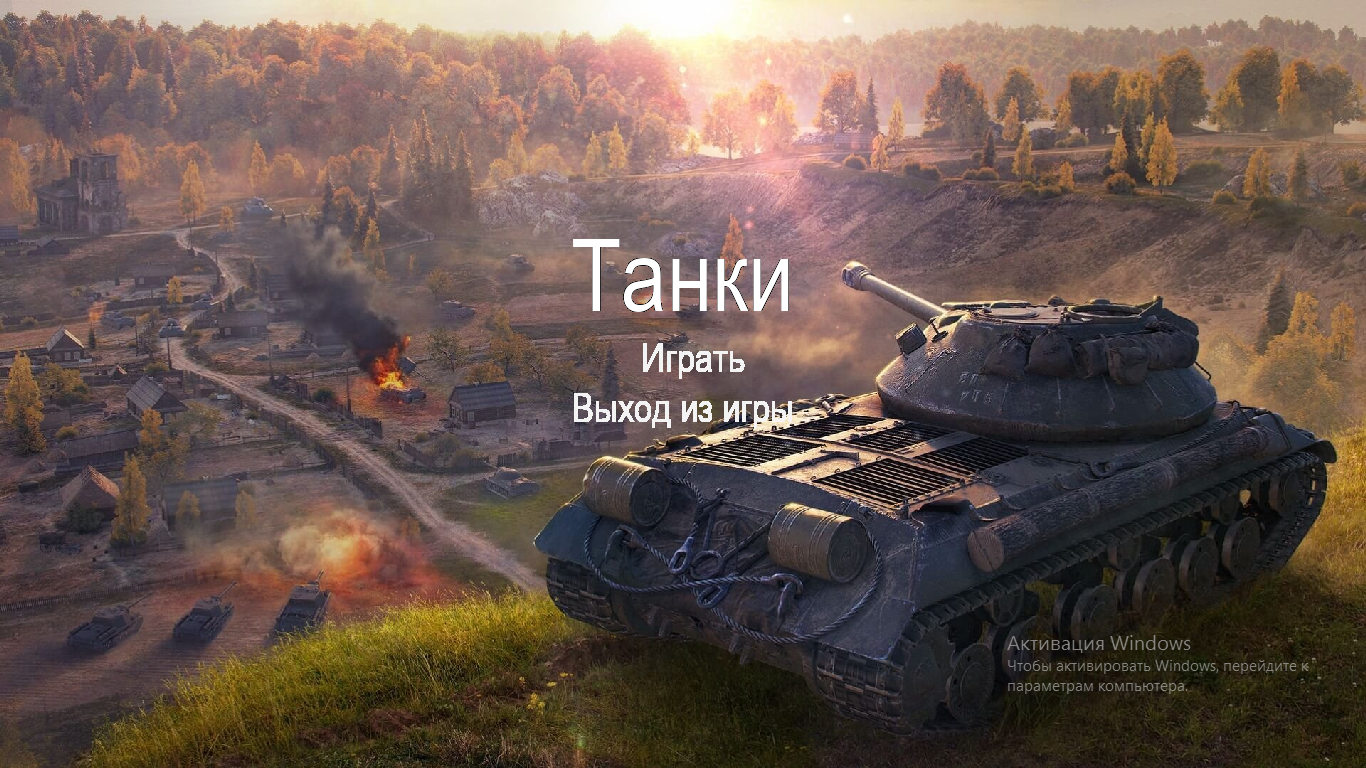 Танки
Играть
Выход из игры
Активация Windows
Чтобы активировать Windows, перейдите к
параметрам компьютера.